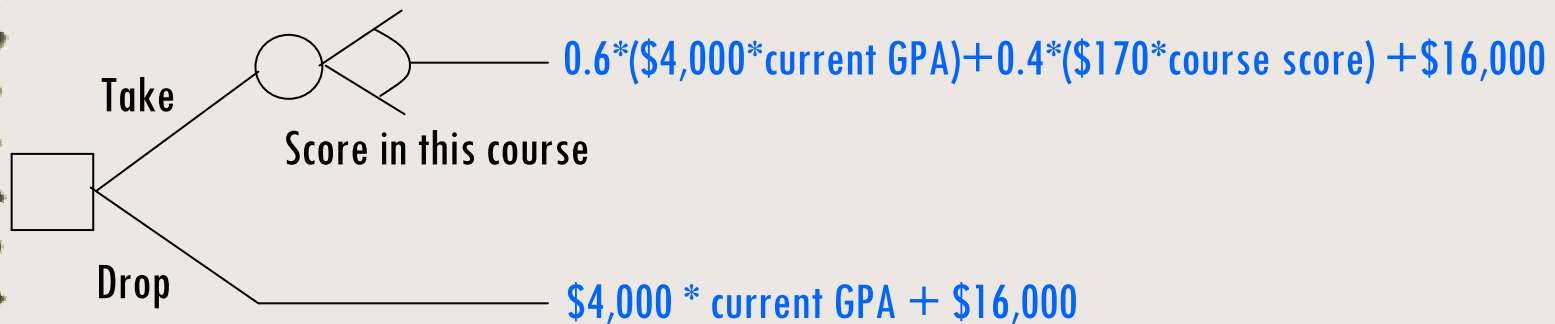 0.6*($4,000*current GPA)+0.4*($170*course score) +$16,000
Take
Score in this course
Drop
$4,000 * current GPA + $16,000